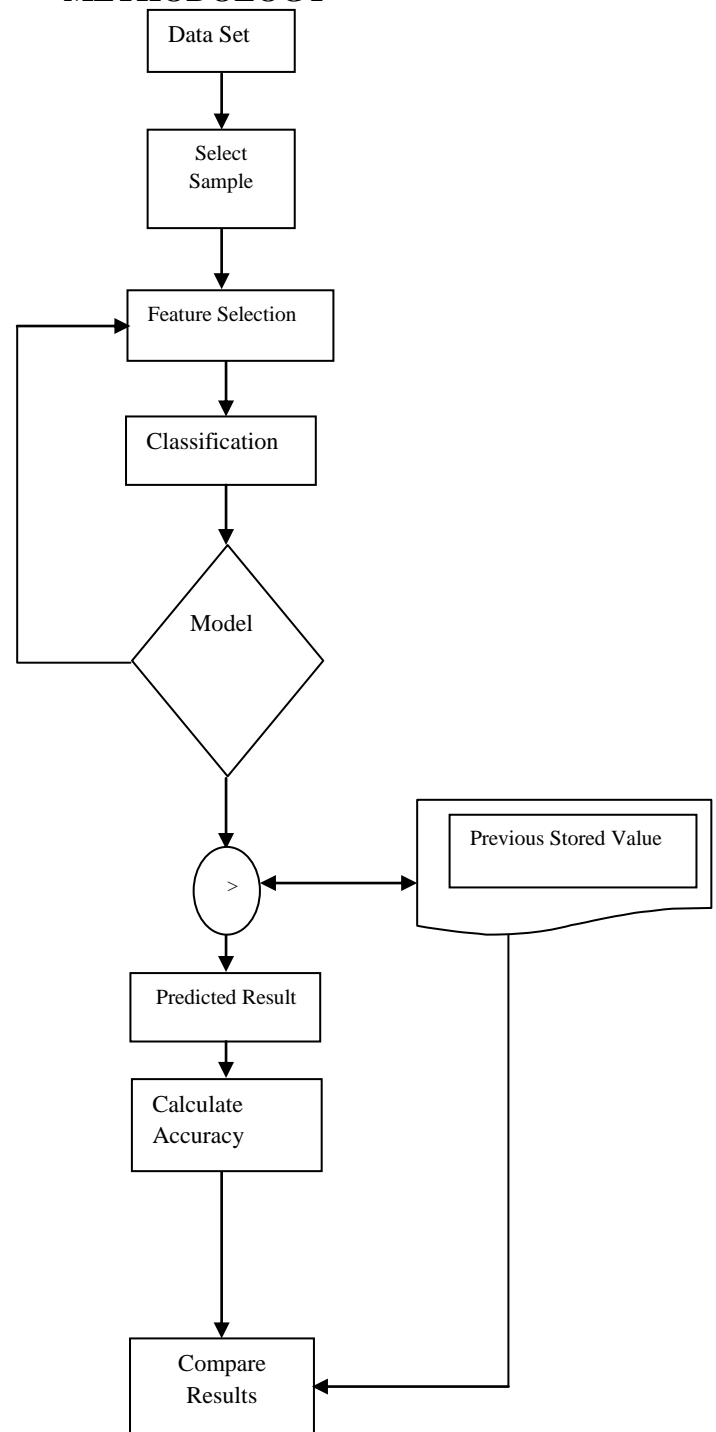 METHODOLOGY
Data Set
Select
Sample
Feature Selection
Classification
Model
>
Previous Stored Value
Predicted Result
Calculate
Accuracy
Compare
Results